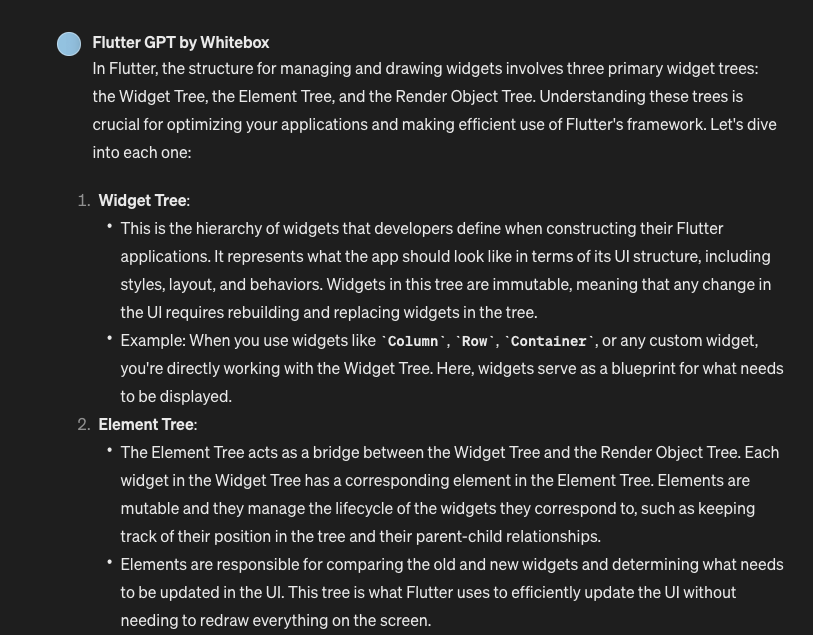 Flutter GPT by Whitebox
In Flutter, the structure for managing and drawing widgets involves three primary widget trees:
the Widget Tree, the Element Tree, and the Render Object Tree. Understanding these trees is
crucial for optimizing your applications and making efficient use of Flutter's framework. Let's dive
into each one:
1. Widget Tree:
• This is the hierarchy of widgets that developers define when constructing their Flutter
applications. It represents what the app should look like in terms of its UI structure, including
styles, layout, and behaviors. Widgets in this tree are immutable, meaning that any change in
the UI requires rebuilding and replacing widgets in the tree.
• Example: When you use widgets like `Column`, `Row`, `Container`, or any custom widget,
you're directly working with the Widget Tree. Here, widgets serve as a blueprint for what needs
to be displayed.
2. Element Tree:
• The Element Tree acts as a bridge between the Widget Tree and the Render Object Tree. Each
widget in the Widget Tree has a corresponding element in the Element Tree. Elements are
mutable and they manage the lifecycle of the widgets they correspond to, such as keeping
track of their position in the tree and their parent-child relationships.
• Elements are responsible for comparing the old and new widgets and determining what needs
to be updated in the UI. This tree is what Flutter uses to efficiently update the UI without
needing to redraw everything on the screen.